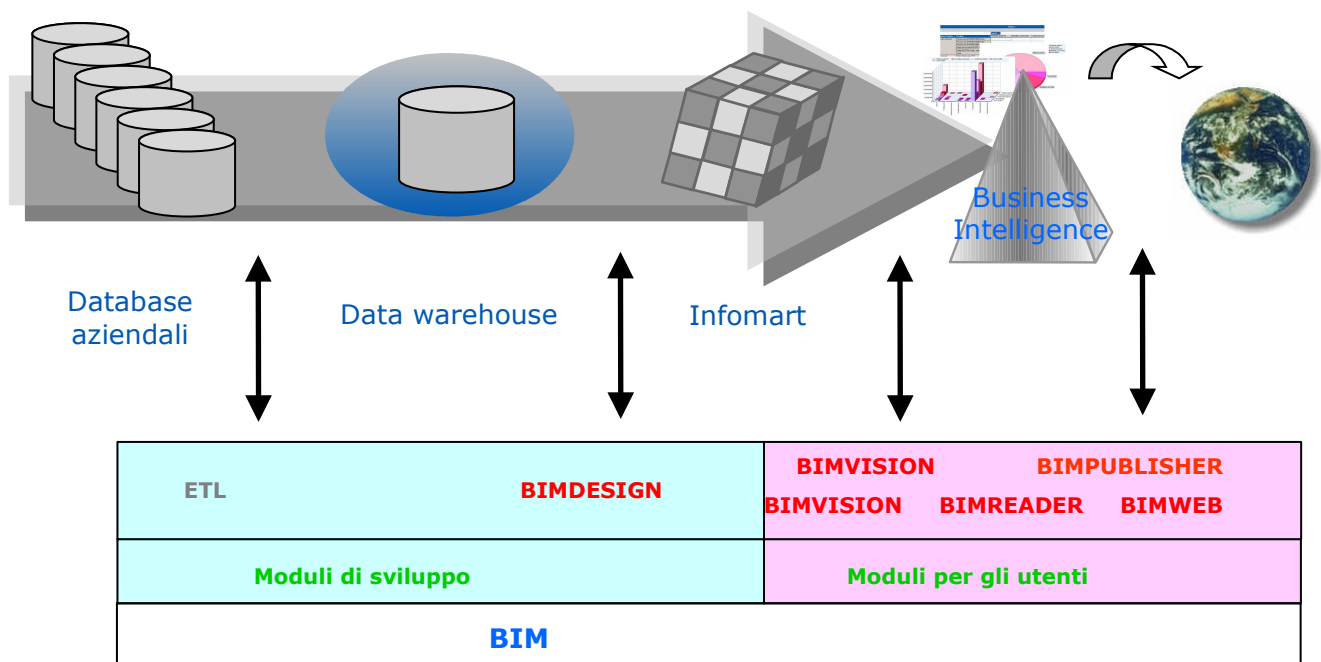 Business
Intelligence
Database
aziendali
Data warehouse
Infomart
ETL
BIMDESIGN
BIMVISION BIMPUBLISHER
BIMVISION BIMREADER BIMWEB
Moduli di sviluppo
Moduli per gli utenti
BIM